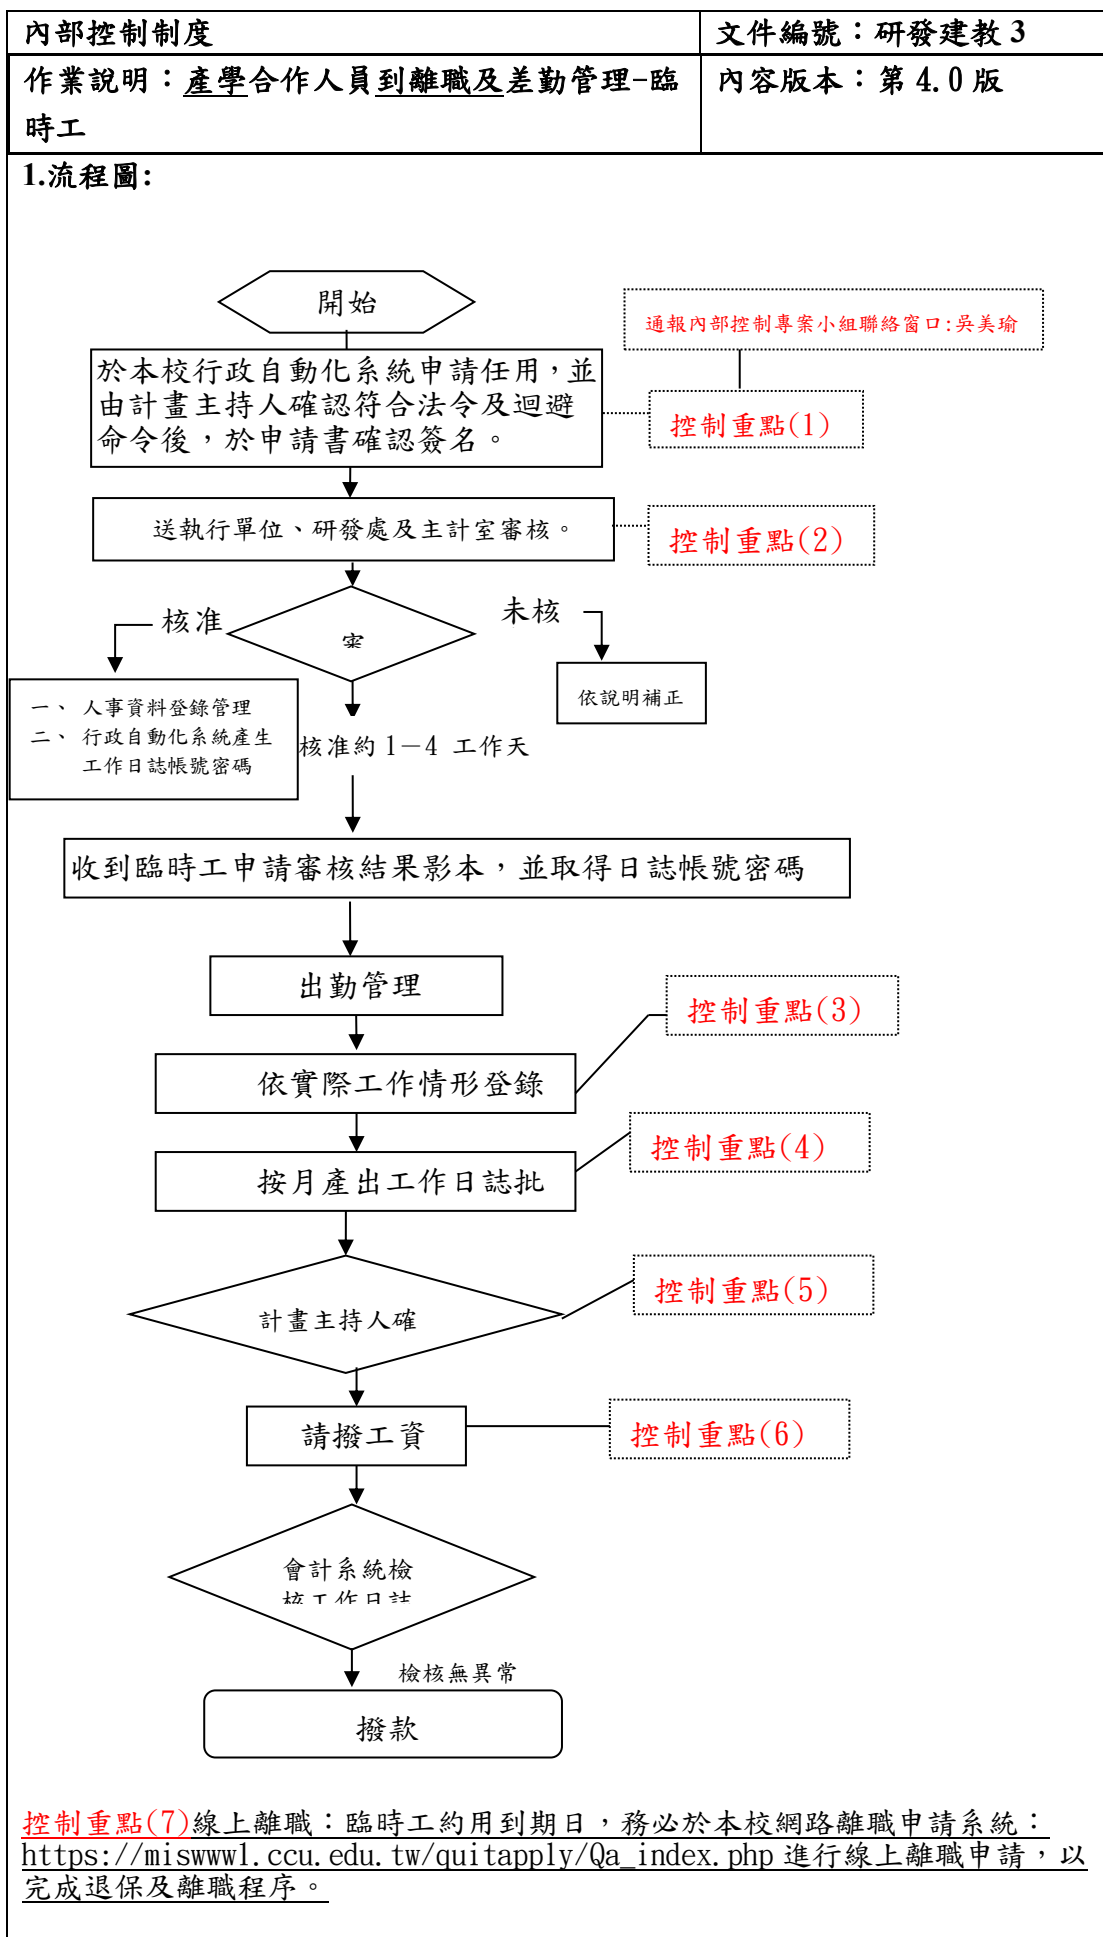 內部控制制度
文件編號：研發建教 3
作業說明：產學合作人員到離職及差勤管理-臨
時工
內容版本：第 4.0 版
1.流程圖:
開始
通報內部控制專案小組聯絡窗口:吳美瑜
於本校行政自動化系統申請任用，並
由計畫主持人確認符合法令及迴避
命令後，於申請書確認簽名。
控制重點(1)
送執行單位、研發處及主計室審核。
控制重點(2)
核准
未核
一、 人事資料登錄管理
二、 行政自動化系統產生
工作日誌帳號密碼
依說明補正
核准約 1－4 工作天
收到臨時工申請審核結果影本，並取得日誌帳號密碼
出勤管理
控制重點(3)
依實際工作情形登錄
按月產出工作日誌批
控制重點(4)
計畫主持人確
控制重點(5)
請撥工資
控制重點(6)
會計系統檢
核工作日誌
檢核無異常
撥款
控制重點(7)線上離職：臨時工約用到期日，務必於本校網路離職申請系統：
https://miswww1.ccu.edu.tw/quitapply/Qa_index.php 進行線上離職申請，以
完成退保及離職程序。